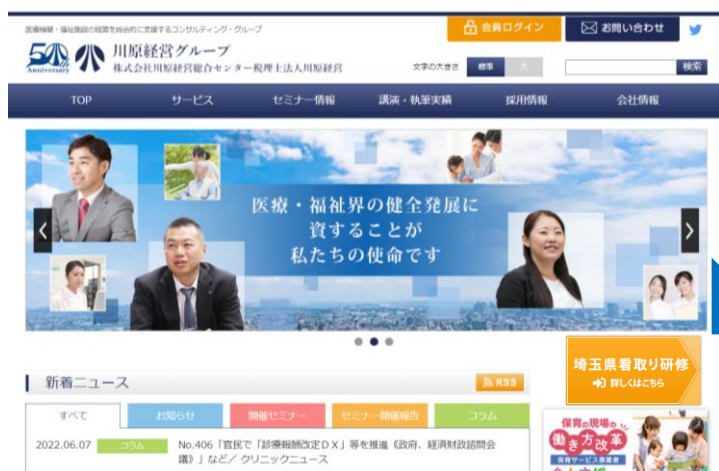 医療機関・福祉施設の経営を総合的に支援するコンサルティング・グループ
会員ログイン
お問い合わせ
50th
Anniversary
川原経営グループ
株式会社川原経営総合センター税理士法人川原経営
文字の大きさ
標準
大
検索
TOP
サービス
セミナー情報
講演・執筆実績
採用情報
会社情報
医療・福祉界の健全発展に
資することが
私たちの使命です
埼玉県看取り研修
詳しくはこちら
新着ニュース
RSS
すべて
お知らせ
開催セミナー
セミナー開催報告
コラム
2022.06.07
コラム
No.406「官民で「診療報酬改定DX」等を推進《政府、経済財政諮問会
議》」など／ クリニックニュース
保育の現場の
働き方改革
保育サービス事業者